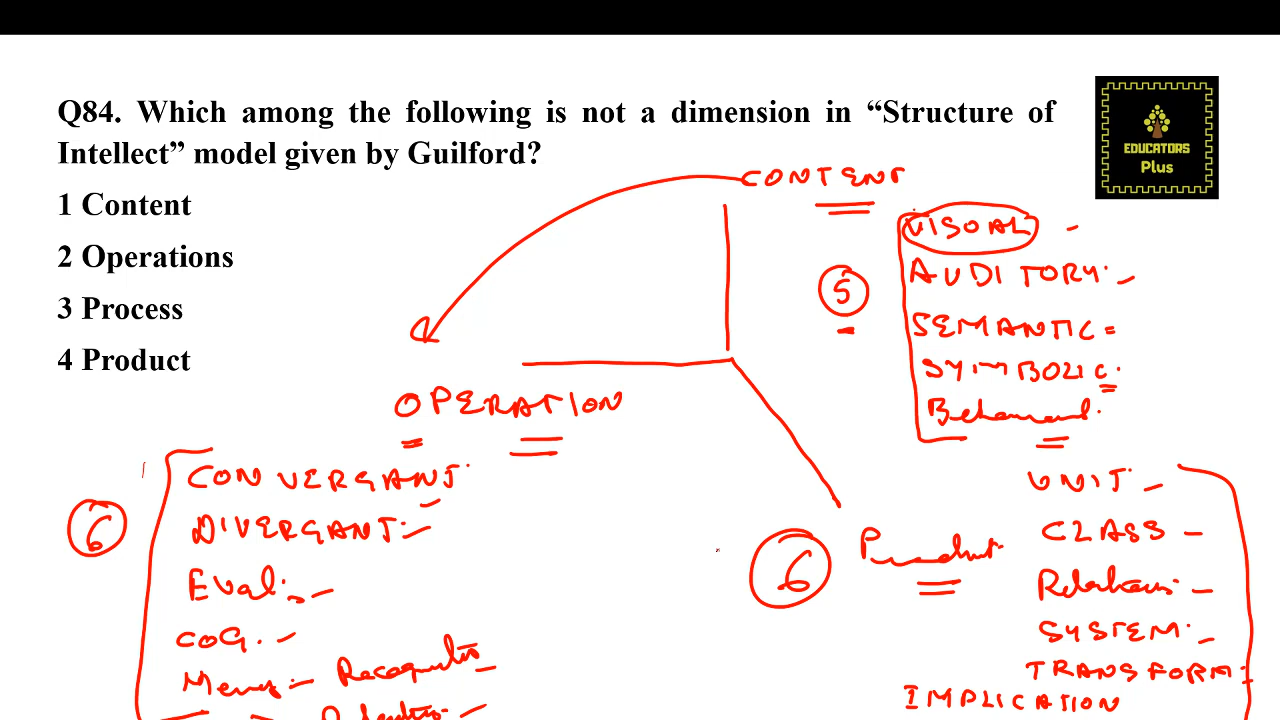 Q84. Which among the following is not a dimension in “Structure of
Intellect” model given by Guilford?
1 Content
2 Operations
3 Process
4 Product
EDUCATORS
Plus
CONTENT
VISUAL
AUDITORY
SEMANTIC
SYMBOLIC
5
OPERATION
CONVERGANT
DIVERGANT
Eval.
COG.
6
Product
6
UNIT
CLASS
Relations
SYSTEM
TRANSFORM
IMPLICATION